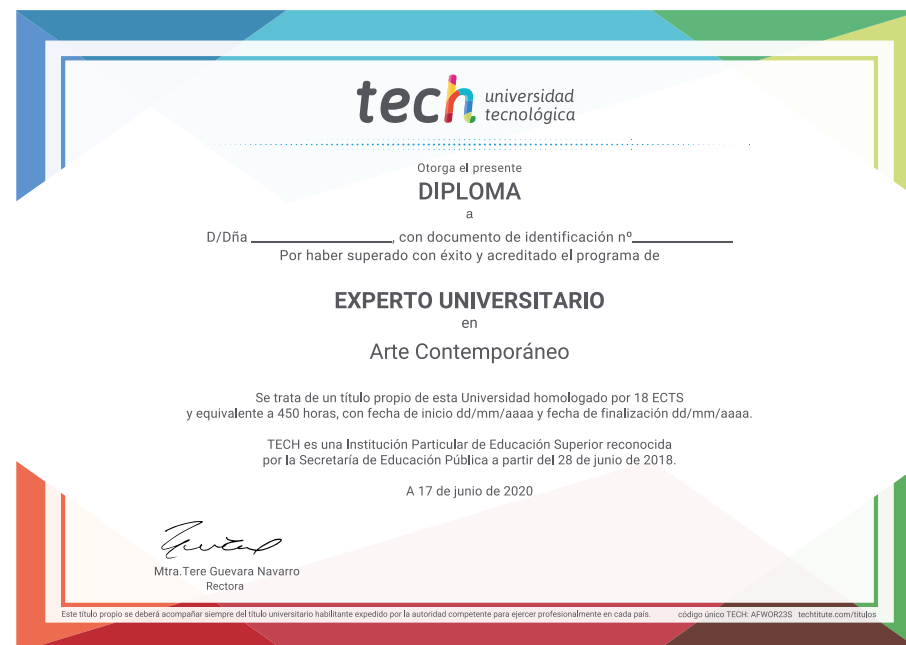 tech universidad
tecnológica
Otorga el presente
DIPLOMA
a
D/Dña ____________________, con documento de identificación nº______________
Por haber superado con éxito y acreditado el programa de
EXPERTO UNIVERSITARIO
en
Arte Contemporáneo
Se trata de un título propio de esta Universidad homologado por 18 ECTS
y equivalente a 450 horas, con fecha de inicio dd/mm/aaaa y fecha de finalización dd/mm/aaaa.
TECH es una Institución Particular de Educación Superior reconocida
por la Secretaría de Educación Pública a partir del 28 de junio de 2018.
A 17 de junio de 2020
Mtra.Tere Guevara Navarro
Rectora
Este título propio se deberá acompañar siempre del título universitario habilitante expedido por la autoridad competente para ejercer profesionalmente en cada país. código único TECH: AFWOR23S techtitute.com/titulos